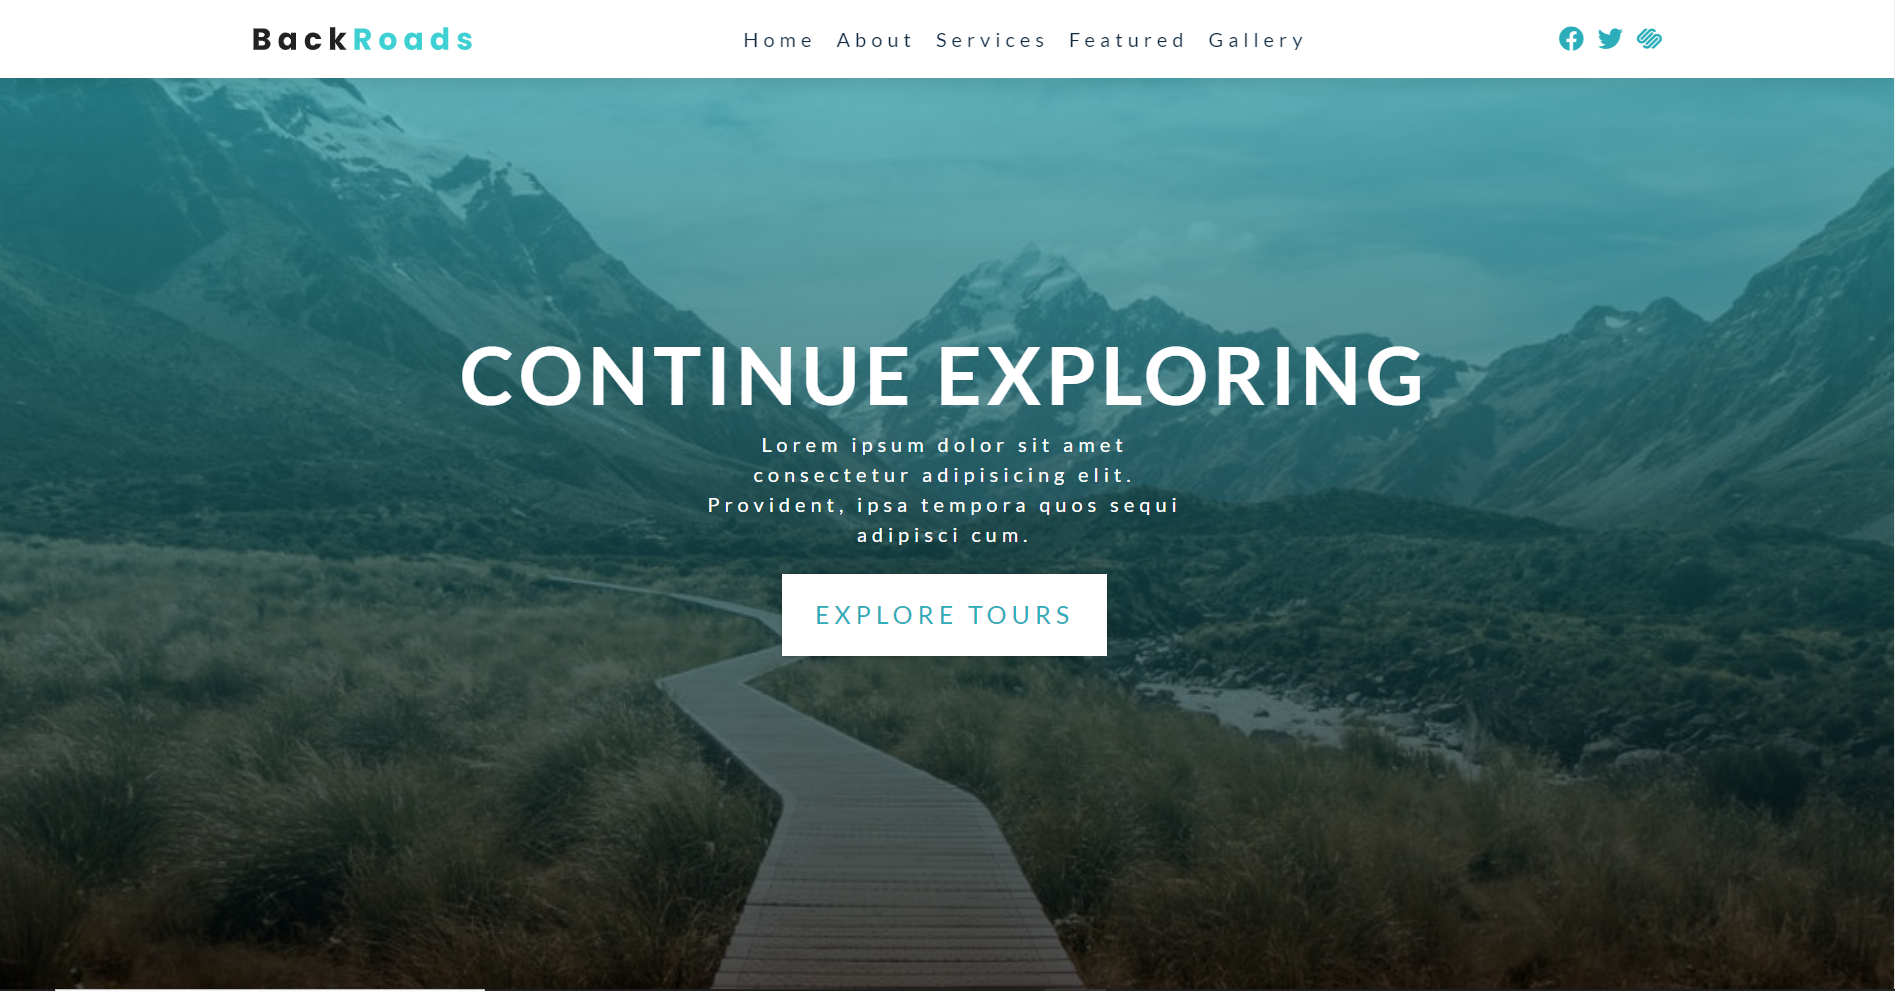 BackRoads
Home About Services Featured Gallery
CONTINUE EXPLORING
Lorem ipsum dolor sit amet
consectetur adipisicing elit.
Provident, ipsa tempora quos sequi
adipisci cum.
EXPLORE TOURS